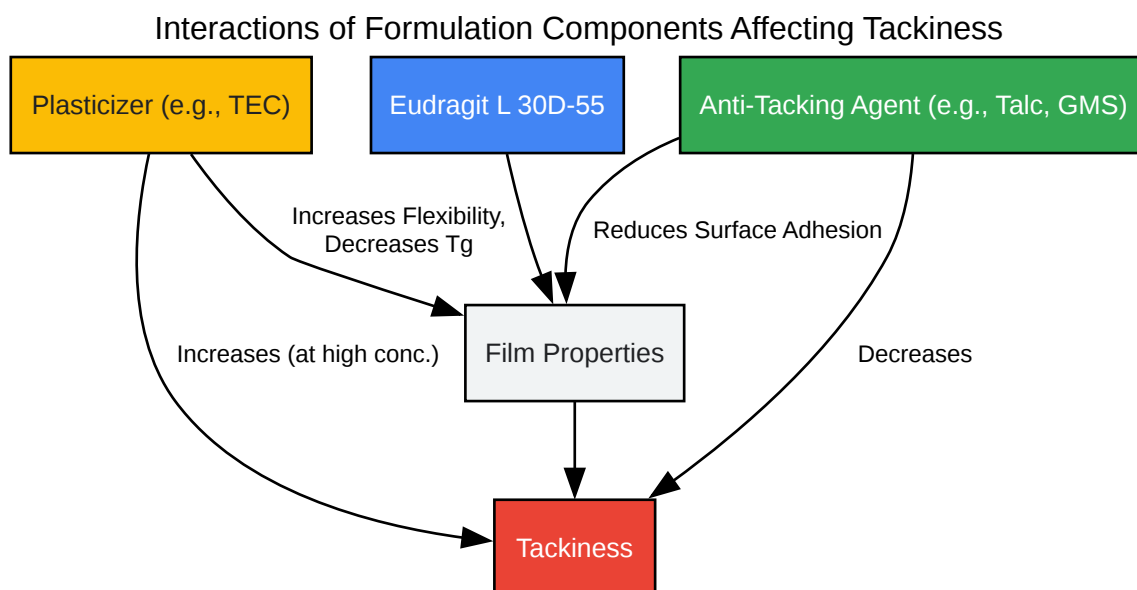 Interactions of Formulation Components Affecting Tackiness
Plasticizer (e.g., TEC)
Eudragit L 30D-55
Anti-Tacking Agent (e.g., Talc, GMS)
Increases Flexibility,
Decreases Tg
Reduces Surface Adhesion
Increases (at high conc.)
Film Properties
Decreases
Tackiness